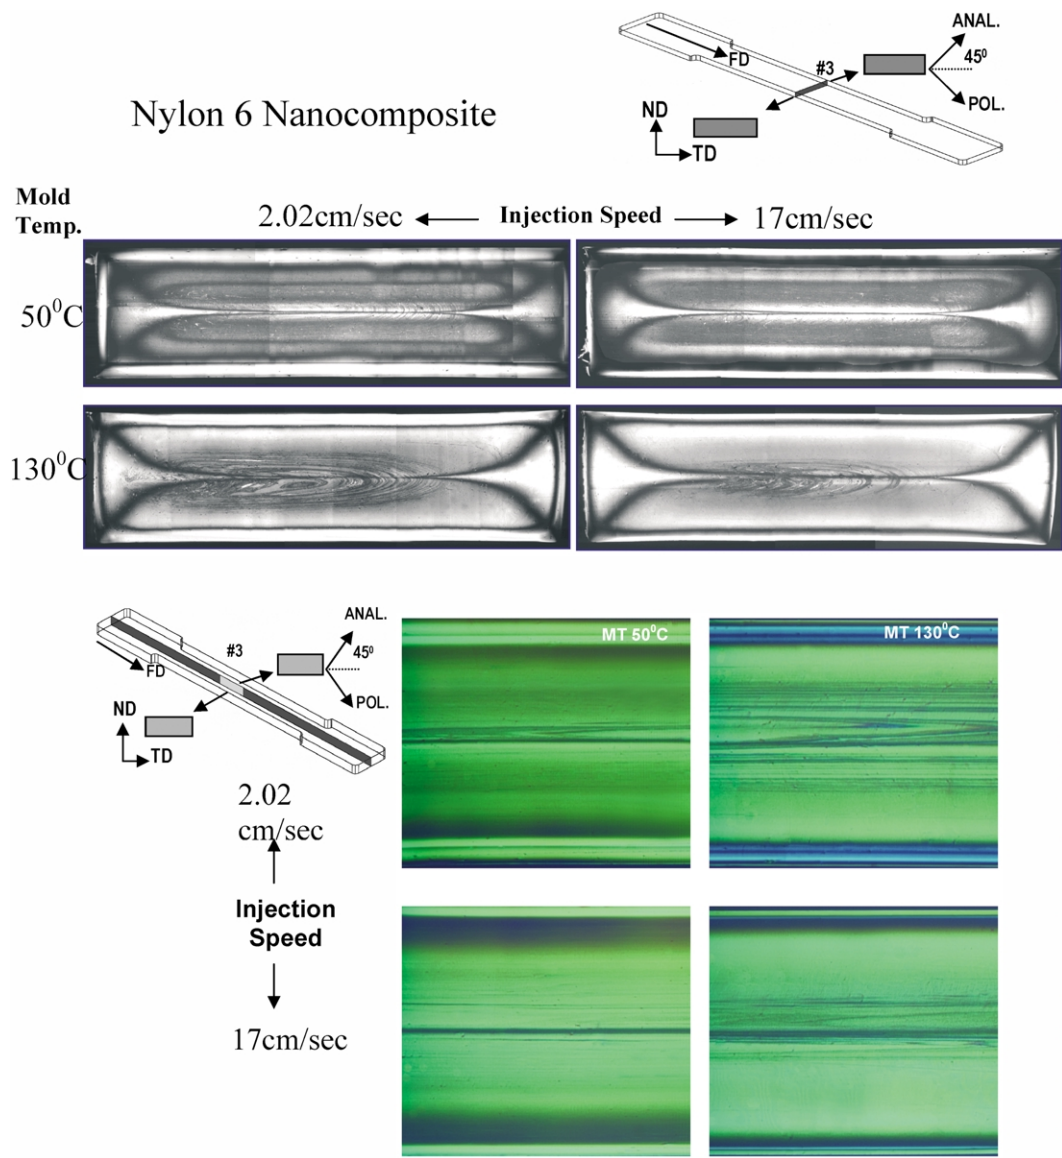 ANAL.
45⁰
#3
FD
POL.
ND
TD
Nylon 6 Nanocomposite
Mold
Temp.
2.02cm/sec
Injection Speed
17cm/sec
50⁰C
130⁰C
ANAL.
#3
45⁰
FD
POL.
ND
TD
MT 50⁰C
MT 130⁰C
2.02
cm/sec
Injection
Speed
17cm/sec